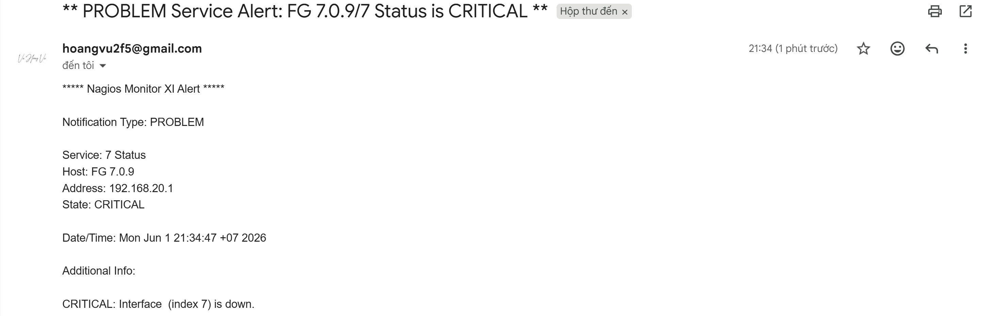 ** PROBLEM Service Alert: FG 7.0.9/7 Status is CRITICAL ** Hộp thư đến ×
hoangvu2f5@gmail.com 21:34 (1 phút trước)
đến tôi
***** Nagios Monitor XI Alert *****
Notification Type: PROBLEM
Service: 7 Status
Host: FG 7.0.9
Address: 192.168.20.1
State: CRITICAL
Date/Time: Mon Jun 1 21:34:47 +07 2026
Additional Info:
CRITICAL: Interface  (index 7) is down.